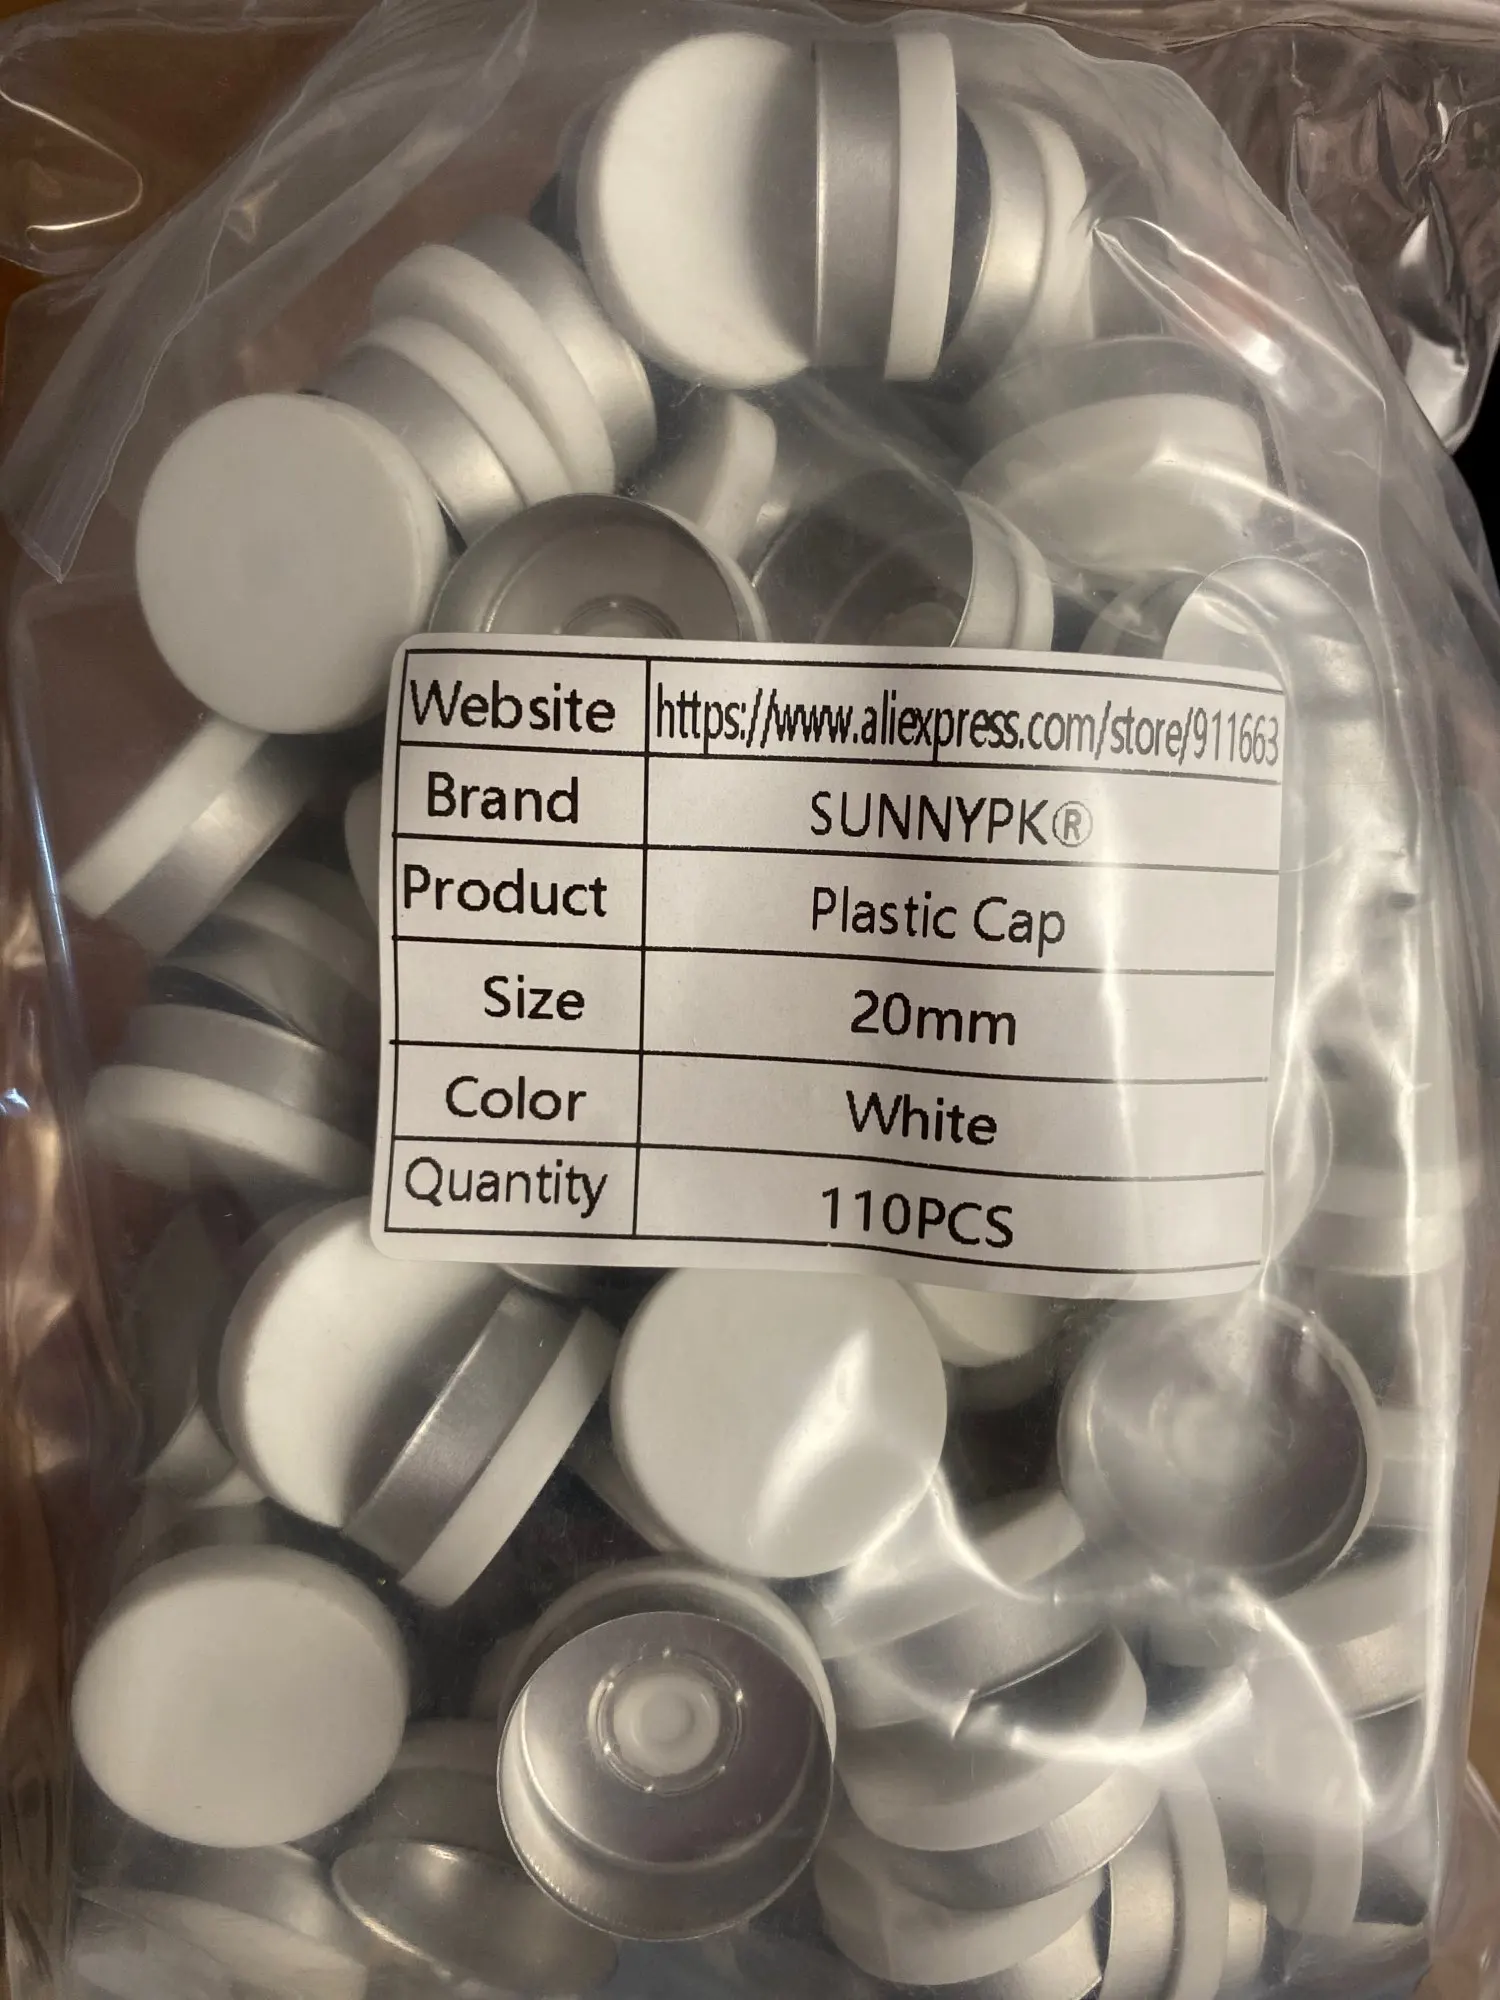 Website https://www.aliexpress.com/store/911663
Brand SUNNYPK®
Product Plastic Cap
Size 20mm
Color White
Quantity 110PCS